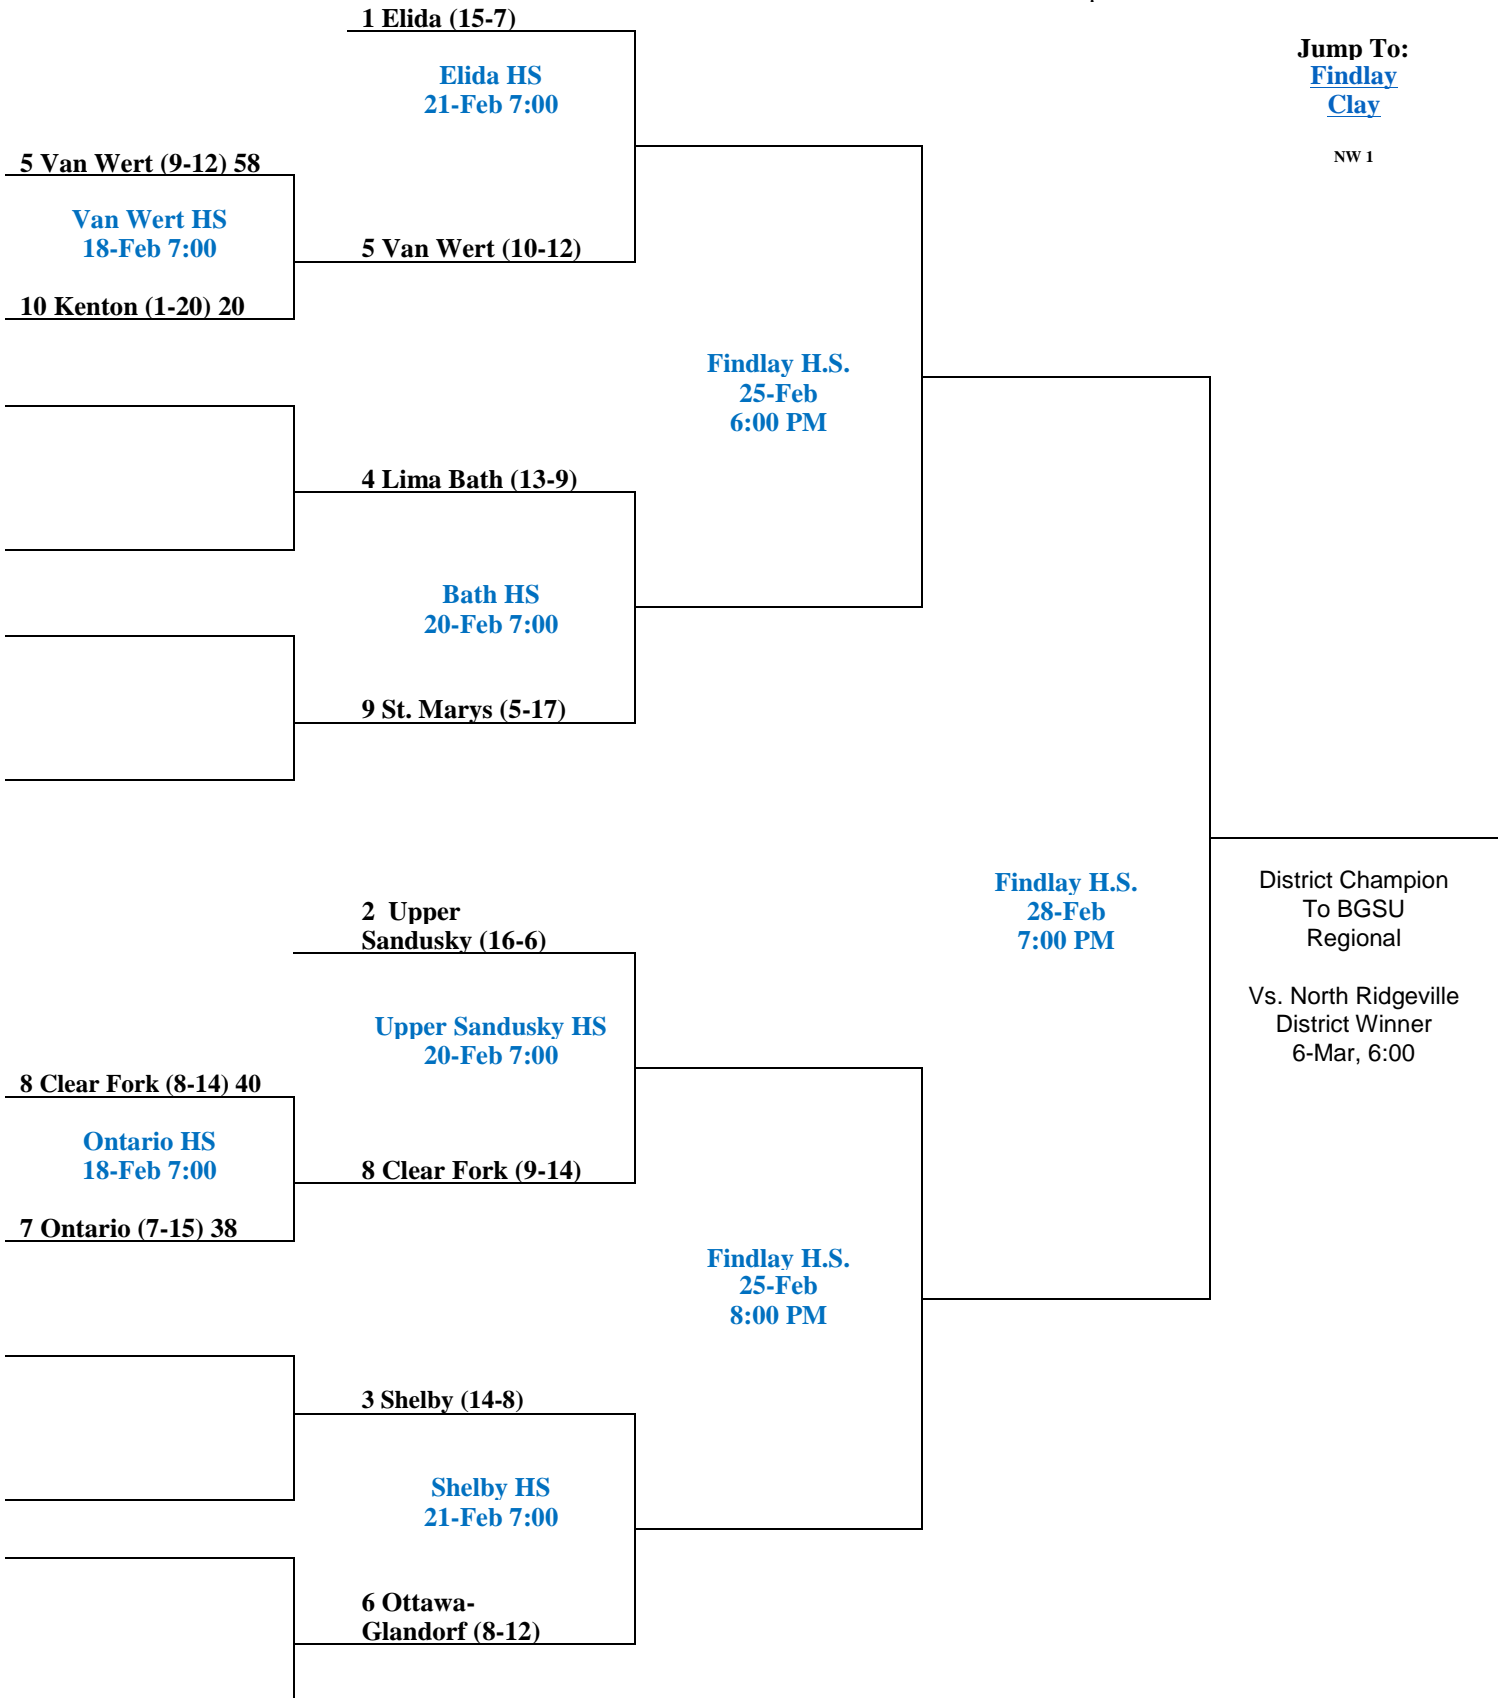 1 Elida (15-7)
Elida HS
21-Feb 7:00
Jump To:
Findlay
Clay
NW 1
5 Van Wert (9-12) 58
Van Wert HS
18-Feb 7:00
5 Van Wert (10-12)
10 Kenton (1-20) 20
Findlay H.S.
25-Feb
6:00 PM
4 Lima Bath (13-9)
Bath HS
20-Feb 7:00
9 St. Marys (5-17)
Findlay H.S.
28-Feb
7:00 PM
District Champion
To BGSU
Regional
Vs. North Ridgeville
District Winner
6-Mar, 6:00
2 Upper
Sandusky (16-6)
Upper Sandusky HS
20-Feb 7:00
8 Clear Fork (8-14) 40
Ontario HS
18-Feb 7:00
8 Clear Fork (9-14)
7 Ontario (7-15) 38
Findlay H.S.
25-Feb
8:00 PM
3 Shelby (14-8)
Shelby HS
21-Feb 7:00
6 Ottawa-
Glandorf (8-12)